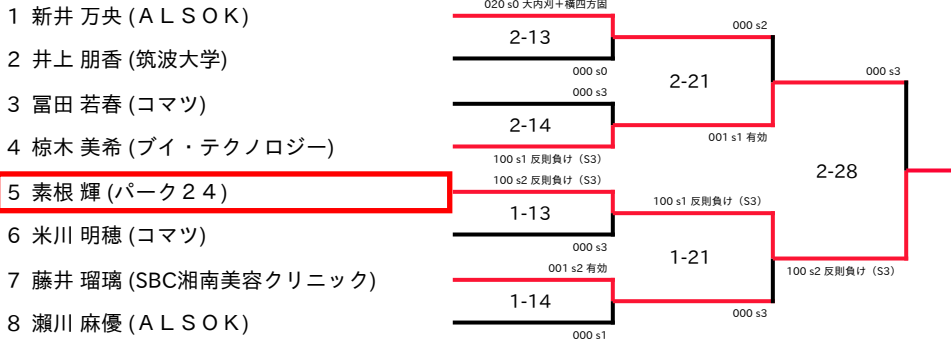 1 新井 万央 (ＡＬＳＯＫ)
2 井上 朋香 (筑波大学)
3 冨田 若春 (コマツ)
4 椋木 美希 (ブイ・テクノロジー)
5 素根 輝 (パーク２４)
6 米川 明穂 (コマツ)
7 藤井 瑠璃 (SBC湘南美容クリニック)
8 瀨川 麻優 (ＡＬＳＯＫ)
020 s0 大内刈＋横四方固
2-13
000 s0
000 s3
2-14
100 s1 反則負け（S3）
100 s2 反則負け（S3）
1-13
000 s3
001 s2 有効
1-14
000 s1
000 s2
2-21
001 s1 有効
100 s1 反則負け（S3）
1-21
000 s3
000 s3
2-28
100 s2 反則負け（S3）